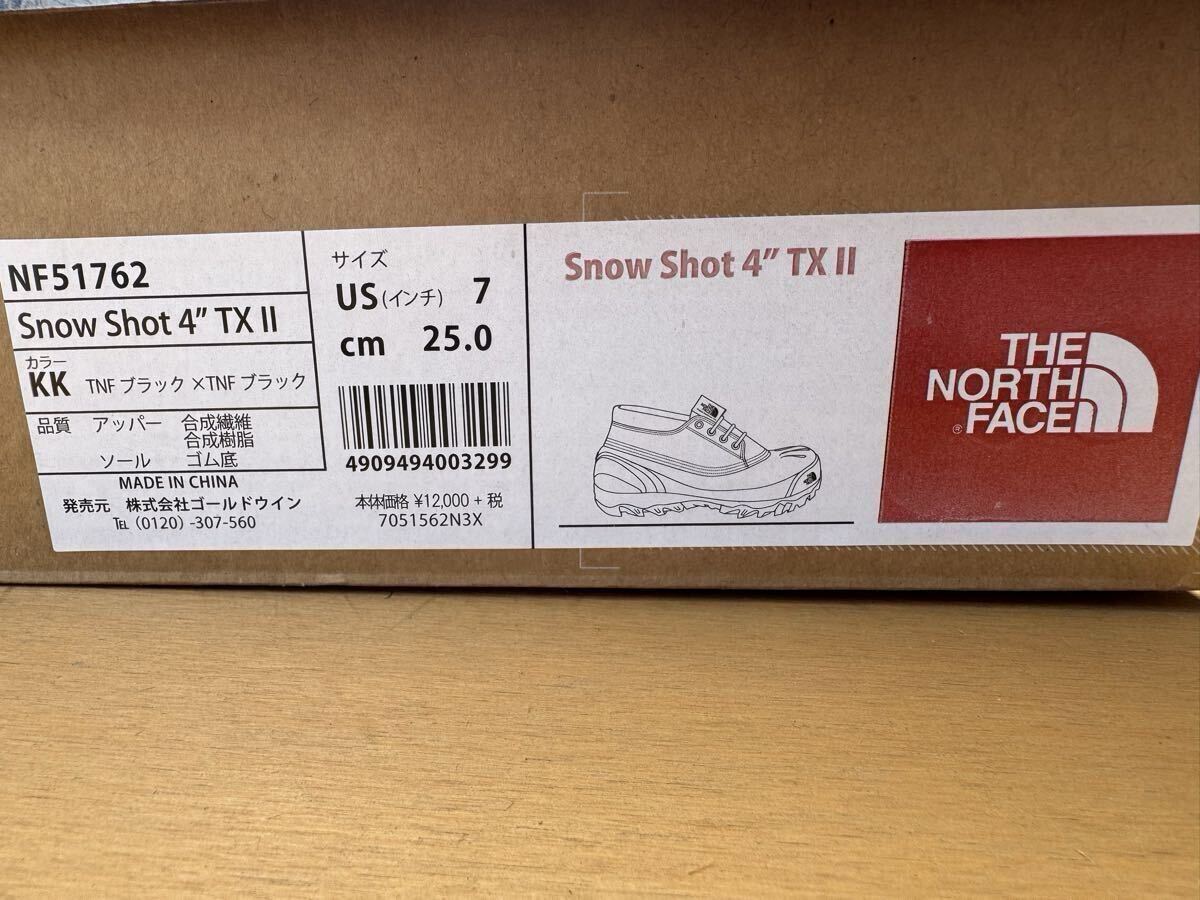 NF51762
Snow Shot 4” TX II
カラー
KK TNF ブラック ×TNF ブラック
品質 アッパー 合成繊維
合成樹脂
ソール ゴム底
MADE IN CHINA
発売元 株式会社ゴールドウイン
℡ (0120) -307-560
サイズ
US (インチ) 7
cm 25.0
4909494003299
本体価格 ¥12,000 + 税
7051562N3X
Snow Shot 4” TX II
THE
NORTH
FACE
®